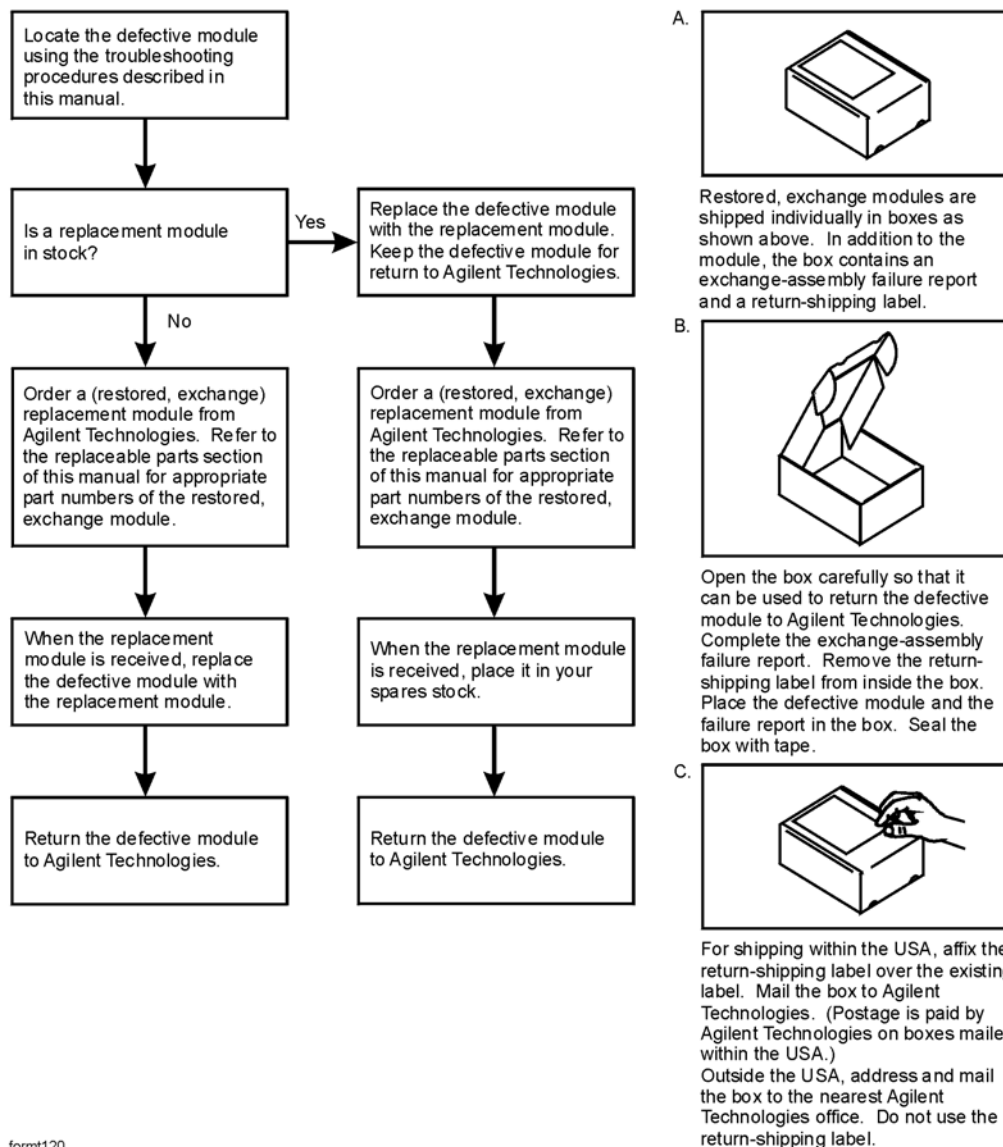 Locate the defective module
using the troubleshooting
procedures described in
this manual.
Is a replacement module
in stock?
Yes
Replace the defective module
with the replacement module.
Keep the defective module for
return to Agilent Technologies.
No
Order a (restored, exchange)
replacement module from
Agilent Technologies. Refer to
the replaceable parts section
of this manual for appropriate
part numbers of the restored,
exchange module.
Order a (restored, exchange)
replacement module from
Agilent Technologies. Refer to
the replaceable parts section
of this manual for appropriate
part numbers of the restored,
exchange module.
When the replacement
module is received, replace
the defective module with
the replacement module.
When the replacement module
is received, place it in your
spares stock.
Return the defective module
to Agilent Technologies.
Return the defective module
to Agilent Technologies.
A.
Restored, exchange modules are
shipped individually in boxes as
shown above. In addition to the
module, the box contains an
exchange-assembly failure report
and a return-shipping label.
B.
Open the box carefully so that it
can be used to return the defective
module to Agilent Technologies.
Complete the exchange-assembly
failure report. Remove the return-
shipping label from inside the box.
Place the defective module and the
failure report in the box. Seal the
box with tape.
C.
For shipping within the USA, affix the
return-shipping label over the existing
label. Mail the box to Agilent
Technologies. (Postage is paid by
Agilent Technologies on boxes maile
within the USA.)
Outside the USA, address and mail
the box to the nearest Agilent
Technologies office. Do not use the
return-shipping label.